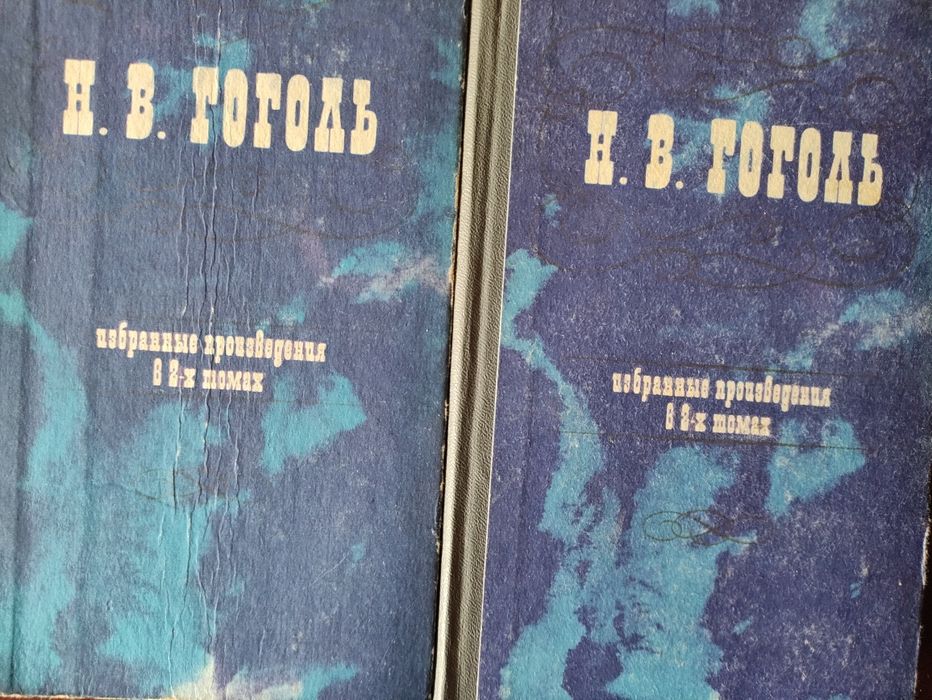 Н. В. ГОГОЛЬ
избранные произведения
в 2-х томах
Н. В. ГОГОЛЬ
избранные произведения
в 2-х томах